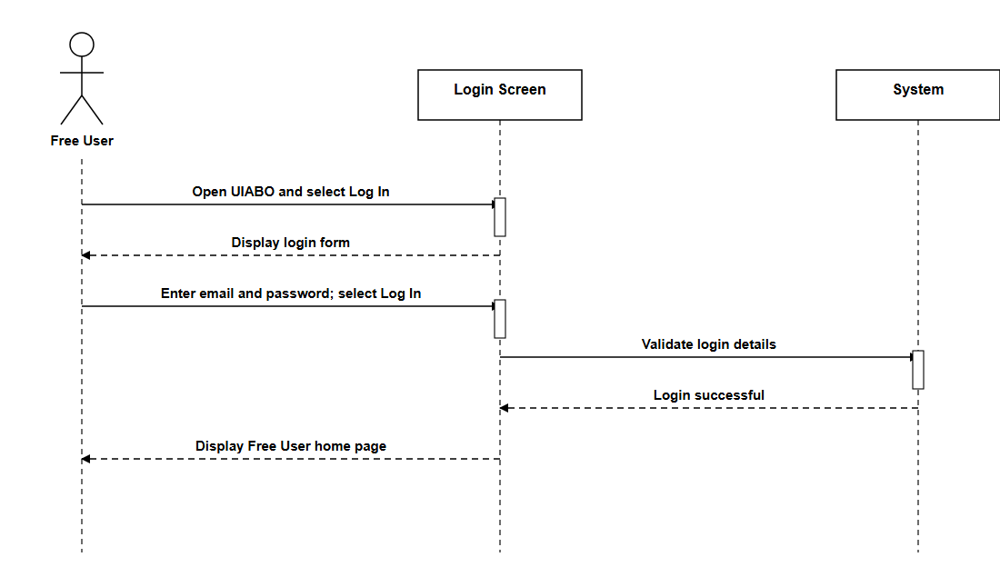 Login Screen
System
Free User
Open UIABO and select Log In
Display login form
Enter email and password; select Log In
Validate login details
Login successful
Display Free User home page